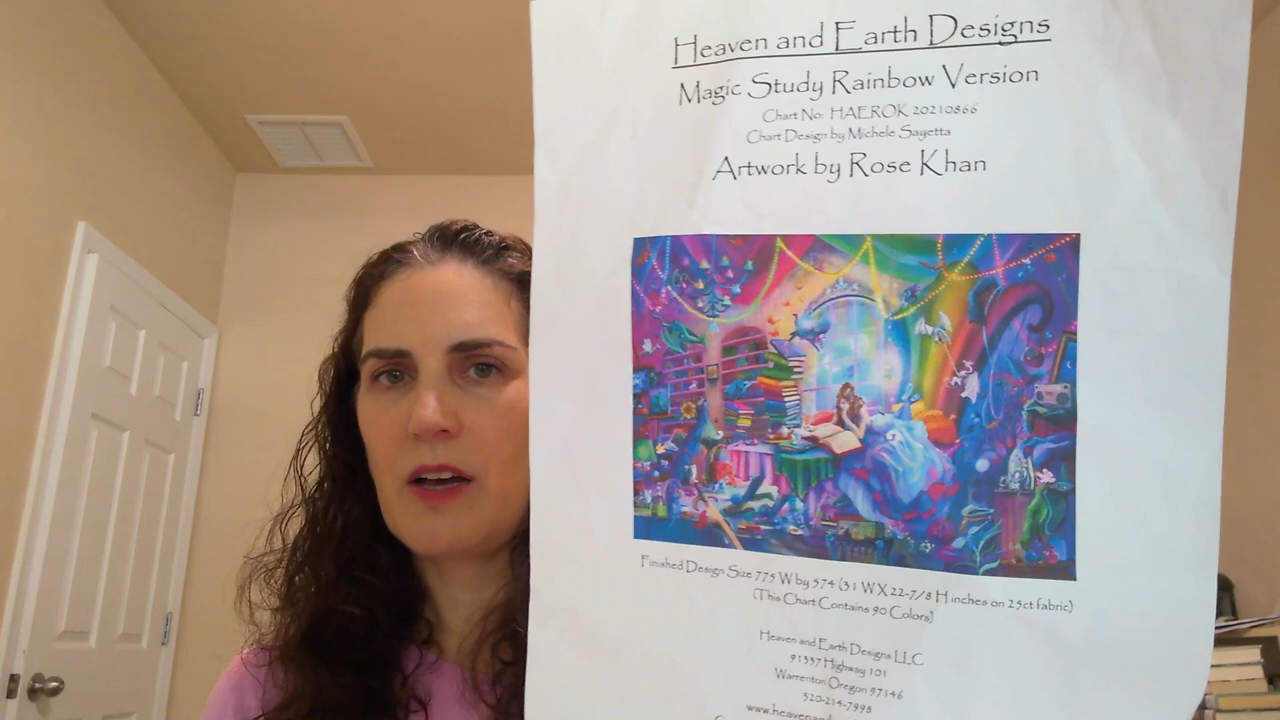 Heaven and Earth Designs
Magic Study Rainbow Version
Chart No: HAEROK 20210866
Chart Design by Michele Sayetta
Artwork by Rose Khan
Finished Design Size 775 W by 574 (31 W X 22-7/8 H inches on 25ct fabric)
(This Chart Contains 90 Colors)
Heaven and Earth Designs LLC
91337 Highway 101
Warrenton Oregon 97146
320-214-7998